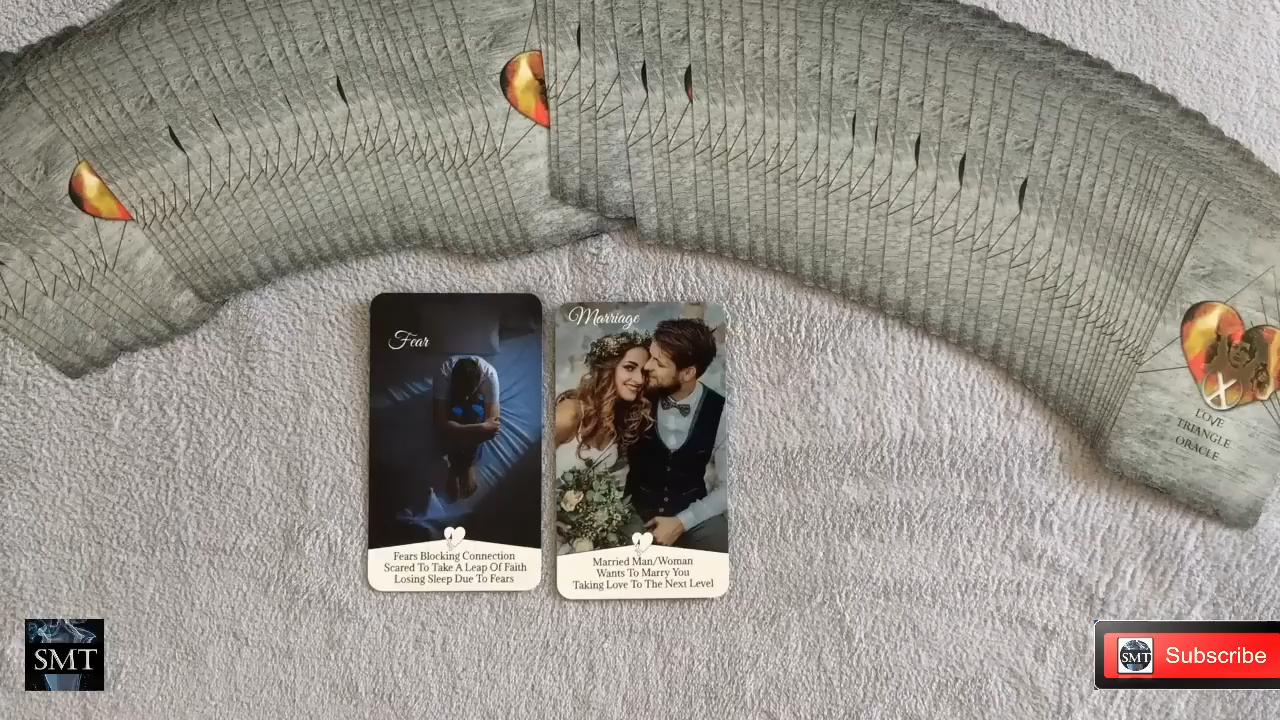 Fear
Fears Blocking Connection
Scared To Take A Leap Of Faith
Losing Sleep Due To Fears
Marriage
Married Man/Woman
Wants To Marry You
Taking Love To The Next Level
LOVE
TRIANGLE
ORACLE
SMT
SMT
Subscribe